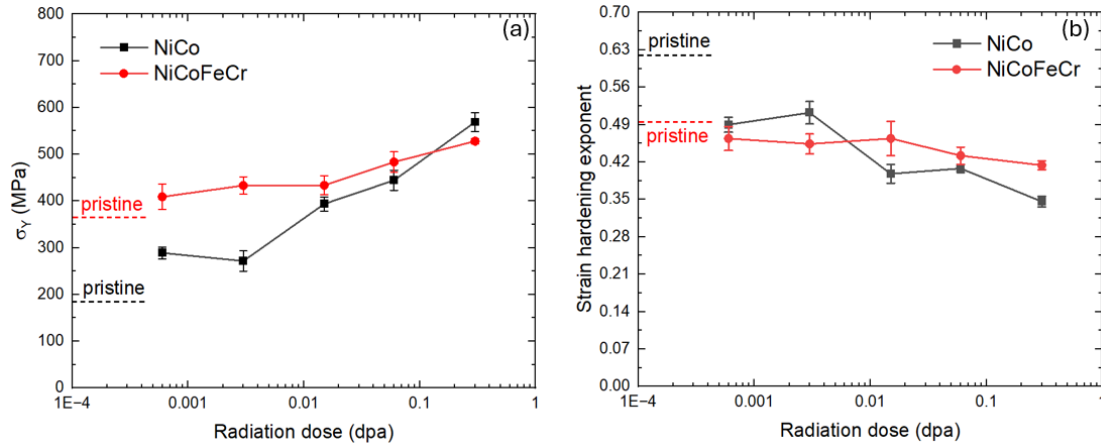 (a)
NiCo
NiCoFeCr
pristine
pristine
σY (MPa)
800
700
600
500
400
300
200
100
0
1E−4
0.001
0.01
0.1
1
Radiation dose (dpa)
(b)
NiCo
NiCoFeCr
pristine
pristine
Strain hardening exponent
0.70
0.63
0.56
0.49
0.42
0.35
0.28
0.21
0.14
0.07
0.00
1E−4
0.001
0.01
0.1
1
Radiation dose (dpa)